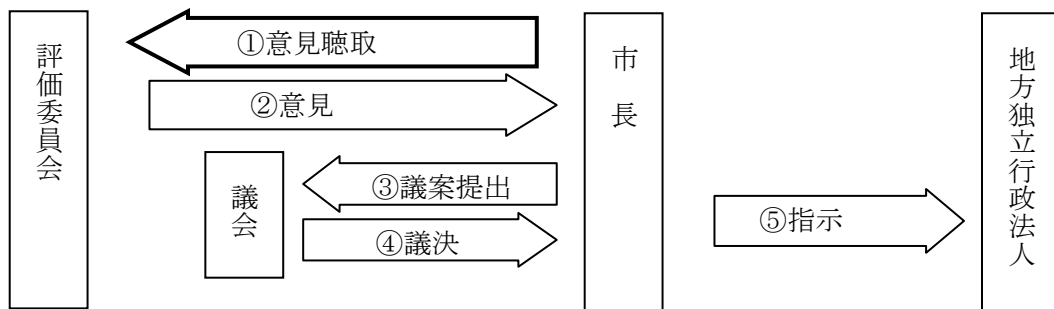 評価委員会
①意見聴取
②意見
議会
③議案提出
④議決
市長
⑤指示
地方独立行政法人